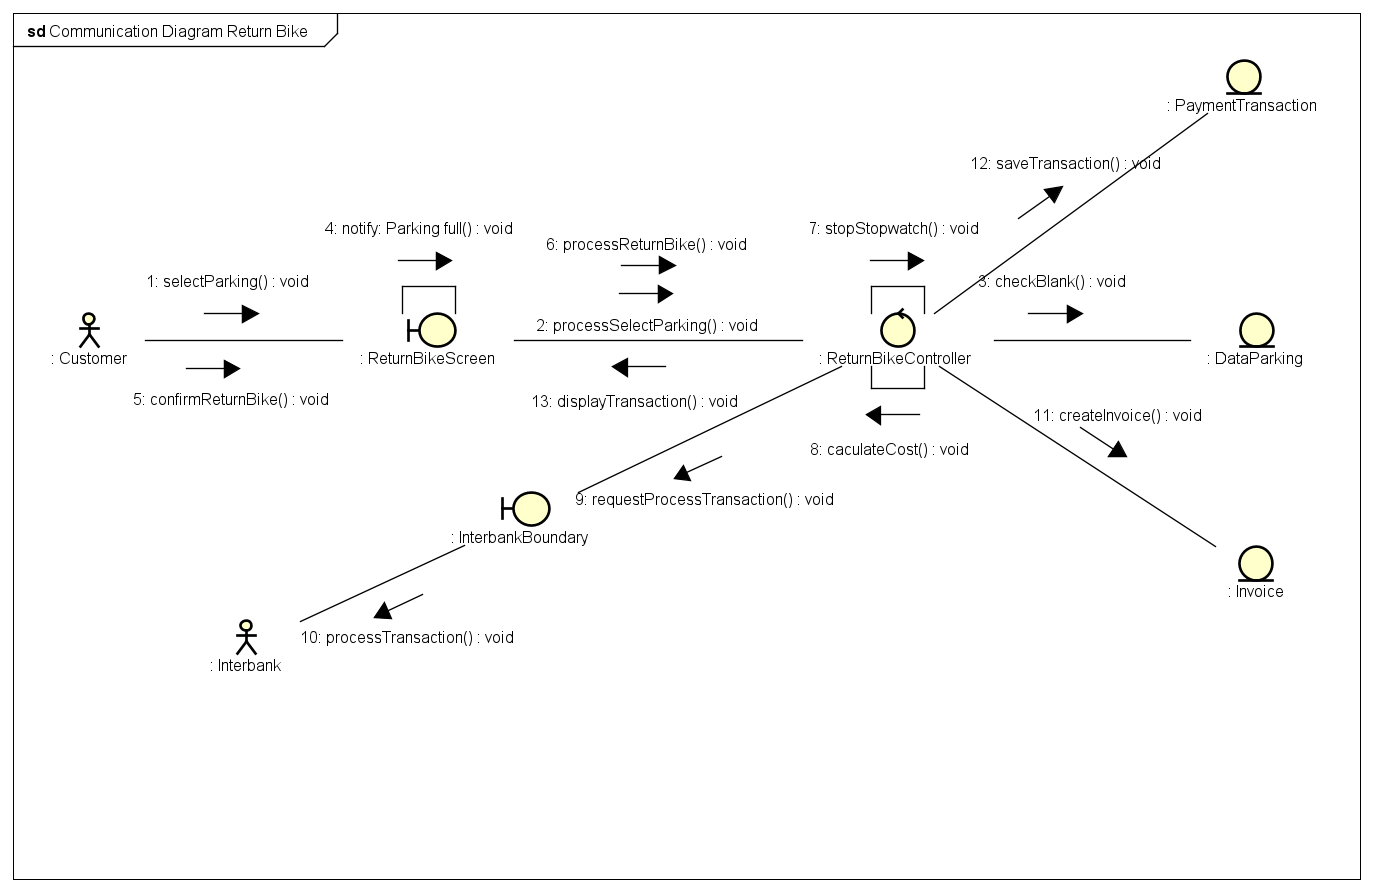 sd Communication Diagram Return Bike
: PaymentTransaction
12: saveTransaction() : void
4: notify: Parking full() : void
7: stopStopwatch() : void
6: processReturnBike() : void
1: selectParking() : void
3: checkBlank() : void
2: processSelectParking() : void
: Customer
: ReturnBikeScreen
: ReturnBikeController
: DataParking
5: confirmReturnBike() : void
13: displayTransaction() : void
11: createInvoice() : void
8: caculateCost() : void
9: requestProcessTransaction() : void
: InterbankBoundary
: Invoice
10: processTransaction() : void
: Interbank